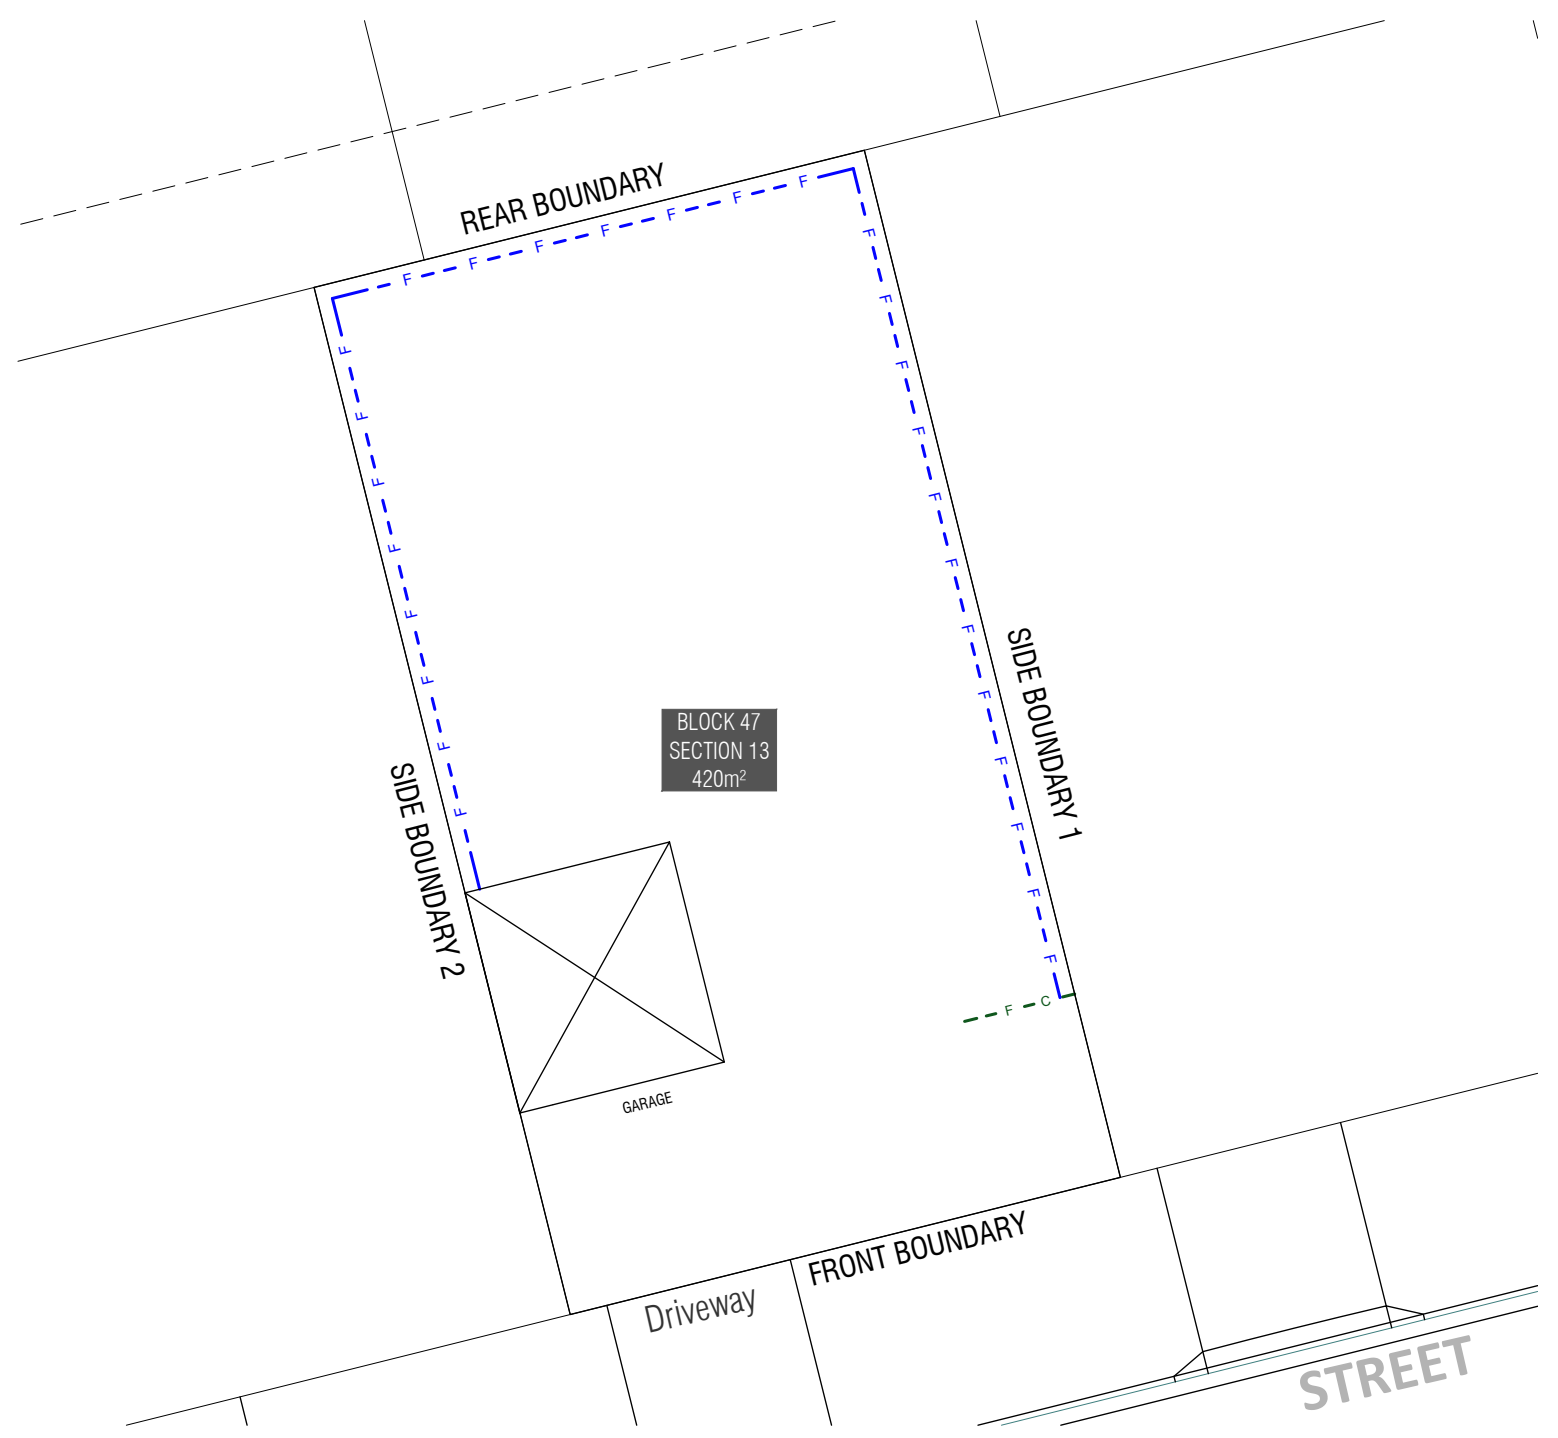 REAR BOUNDARY
F F F F F F F
F F F F F F F F
F F F F F F F F F F F F
SIDE BOUNDARY 1
BLOCK 47
SECTION 13
420m²
SIDE BOUNDARY 2
F C
GARAGE
FRONT BOUNDARY
Driveway
STREET